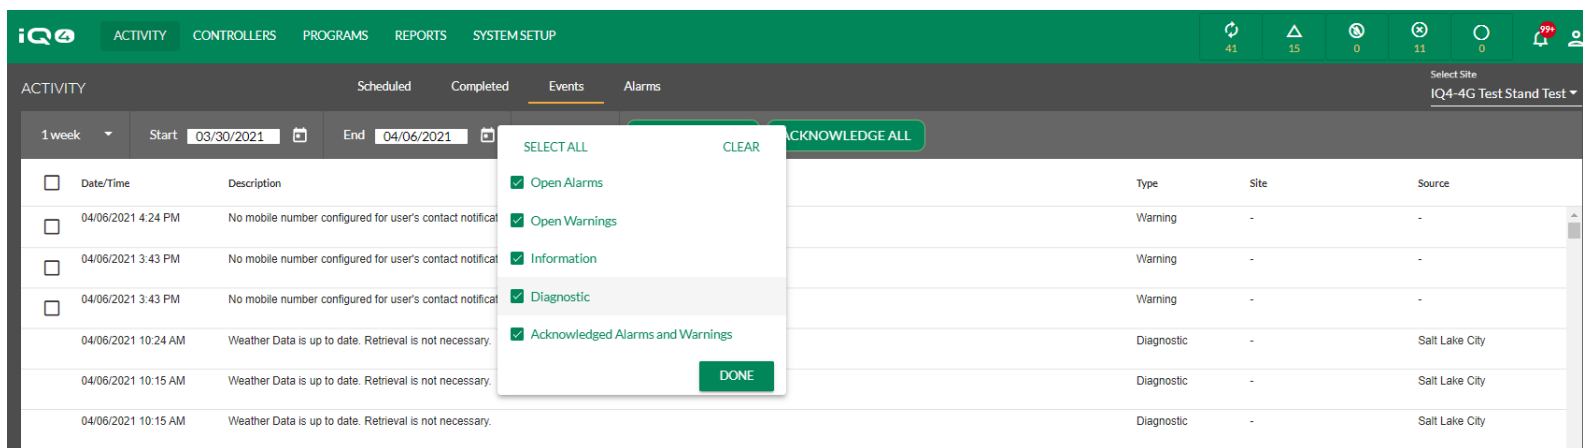 iQ4 ACTIVITY CONTROLLERS PROGRAMS REPORTS SYSTEM SETUP 41 15 0 11 0 99+
ACTIVITY Scheduled Completed Events Alarms Select Site
IQ4-4G Test Stand Test
1 week Start 03/30/2021 End 04/06/2021 ACKNOWLEDGE ALL
SELECT ALL CLEAR
Open Alarms
Open Warnings
Information
Diagnostic
Acknowledged Alarms and Warnings
DONE
Date/Time Description Type Site Source
04/06/2021 4:24 PM No mobile number configured for user's contact notificat Warning - -
04/06/2021 3:43 PM No mobile number configured for user's contact notificat Warning - -
04/06/2021 3:43 PM No mobile number configured for user's contact notificat Warning - -
04/06/2021 10:24 AM Weather Data is up to date. Retrieval is not necessary. Diagnostic - Salt Lake City
04/06/2021 10:15 AM Weather Data is up to date. Retrieval is not necessary. Diagnostic - Salt Lake City
04/06/2021 10:15 AM Weather Data is up to date. Retrieval is not necessary. Diagnostic - Salt Lake City